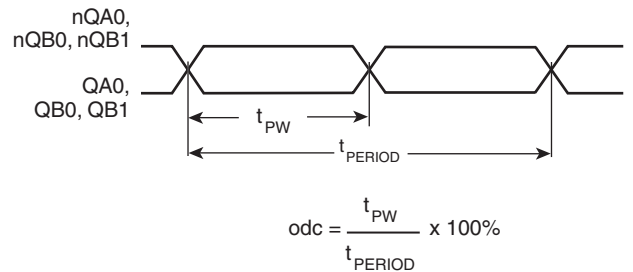 nQA0,
nQB0, nQB1
QA0,
QB0, QB1
tPW
tPERIOD
odc = tPW / tPERIOD x 100%